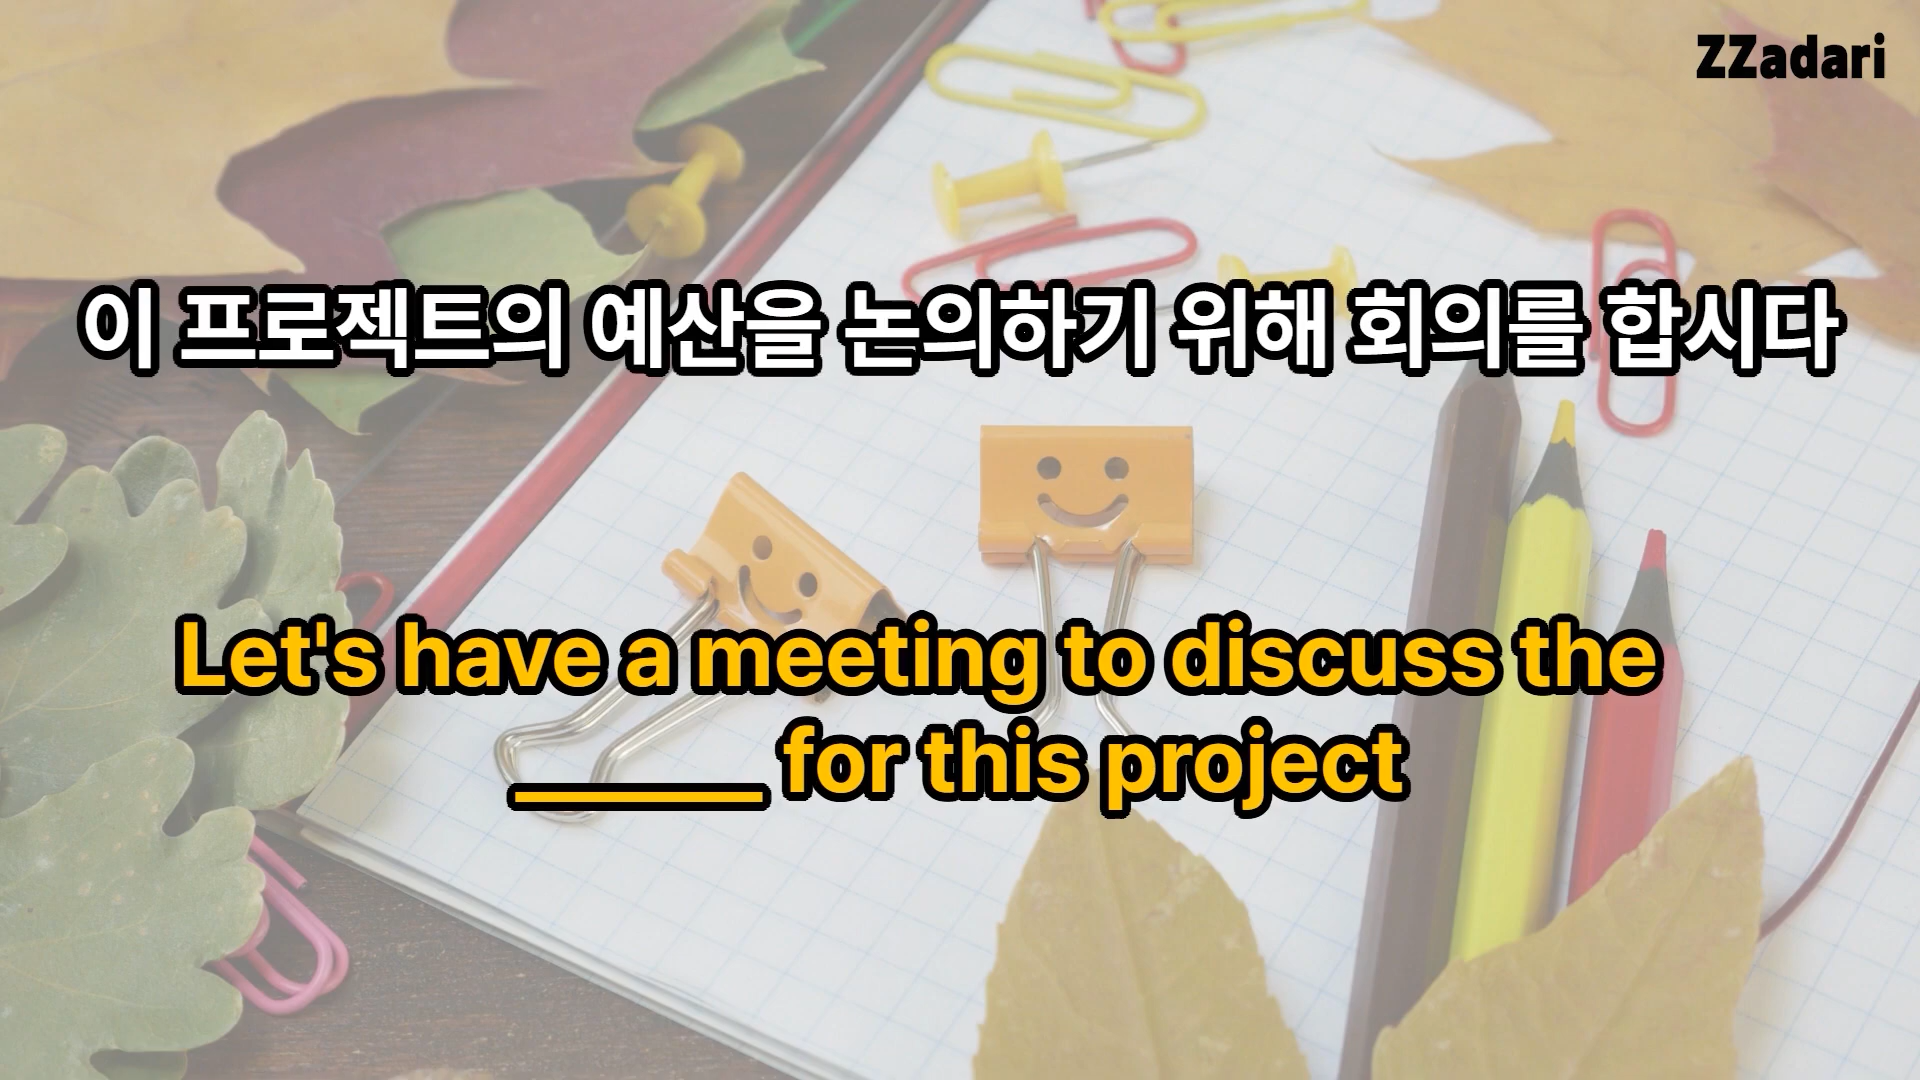 ZZadari
이 프로젝트의 예산을 논의하기 위해 회의를 합시다
Let's have a meeting to discuss the
______ for this project